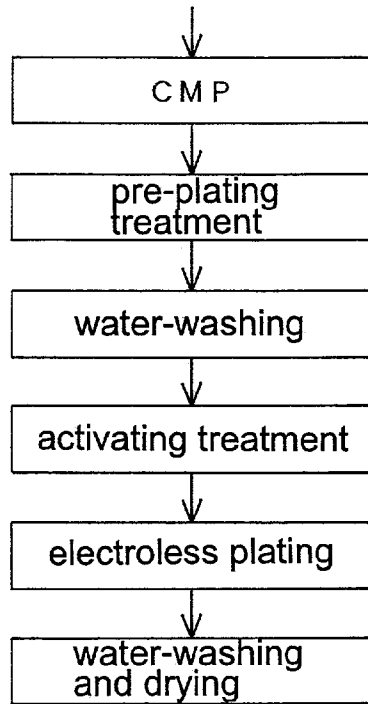 CMP
pre-plating
treatment
water-washing
activating treatment
electroless plating
water-washing
and drying